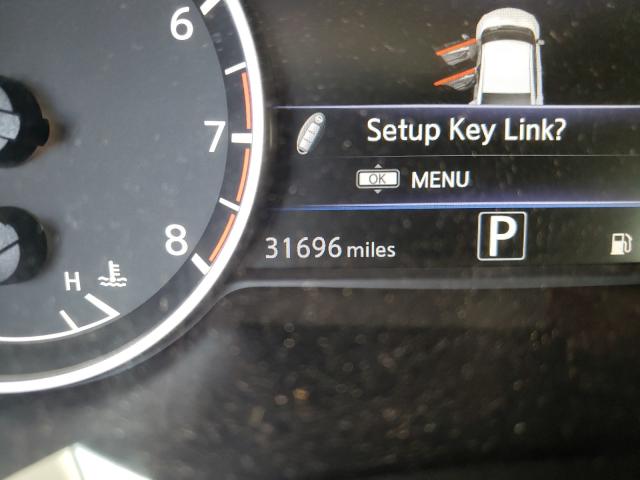 6
7
8
H
Setup Key Link?
OK MENU
31696 miles
P